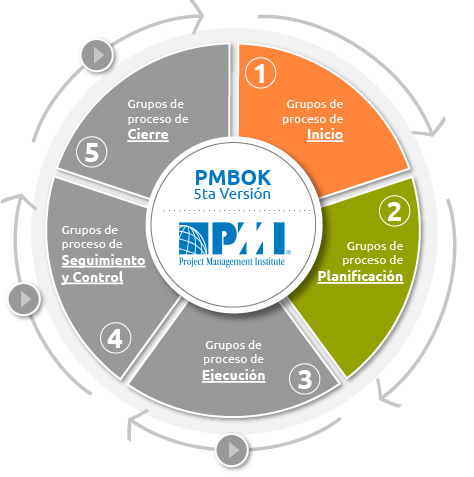 1
Grupos de
proceso de
Inicio
2
Grupos de
proceso de
Planificación
3
Grupos de
proceso de
Ejecución
4
Grupos de
proceso de
Seguimiento
y Control
5
Grupos de
proceso de
Cierre
PMBOK
5ta Versión
PMI®
Project Management Institute